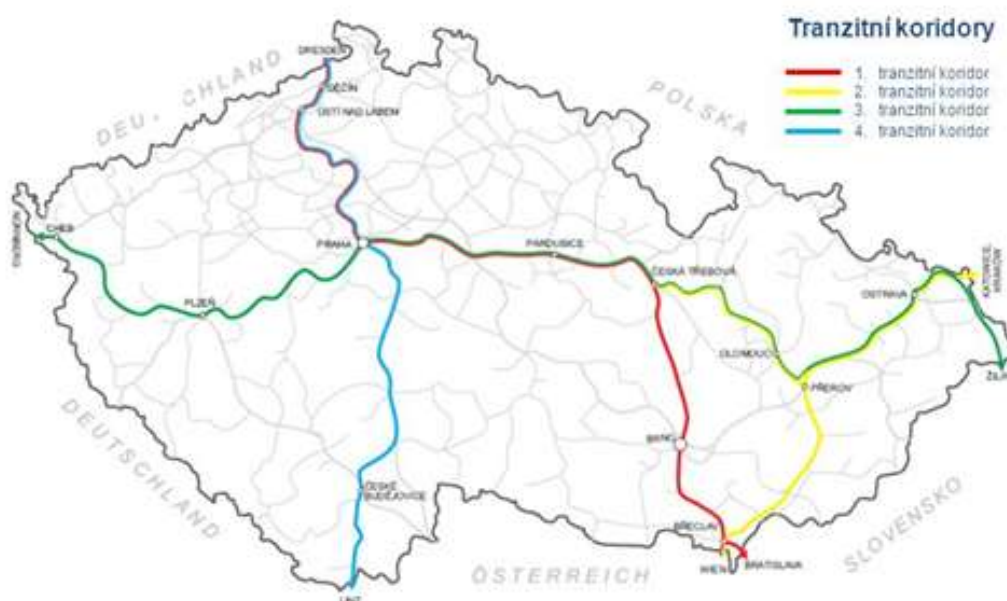 Tranzitní koridory
1. tranzitní koridor
2. tranzitní koridor
3. tranzitní koridor
4. tranzitní koridor
DRESDEN
DĚČÍN
ÚSTÍ NAD LABEM
DEU. CHLAND
POLSKA
CHEB
PRAHA
PARDUBICE
ČESKÁ TŘEBOVÁ
KATOWICE
OSTRAVA
PLZEŇ
OLOMOUC
PŘEROV
DEUTSCHLAND
BRNO
ČESKÉ
BUDĚJOVICE
BŘECLAV
SLOVENSKO
WIEN
BRATISLAVA
ÖSTERREICH